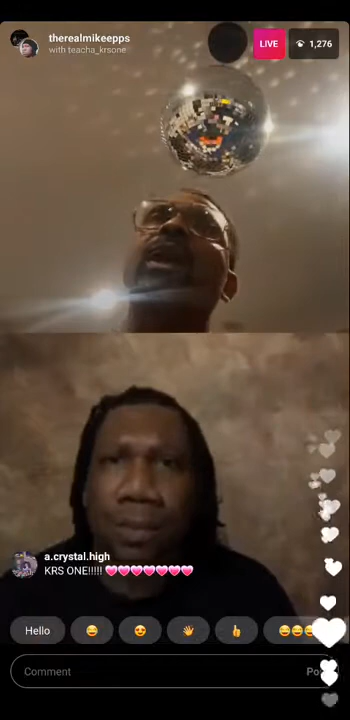 therealmikeepps
with teacha_krsone
LIVE
1,276
a.crystal.high
KRS ONE!!!!! 💗💗💗💗💗💗💗
Hello
Comment